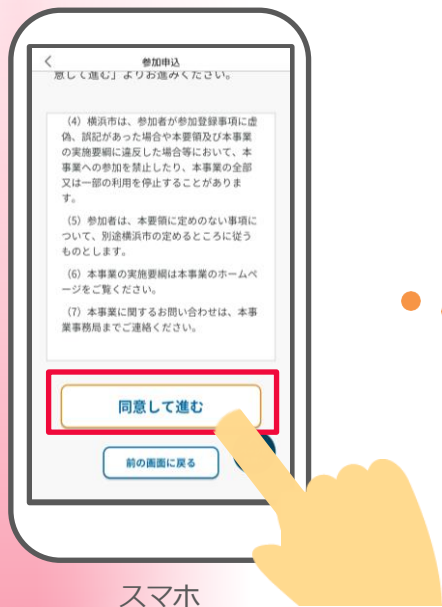 参加申込
意して進む」よりお進みください。
(4) 横浜市は、参加者が参加登録事項に虚
偽、誤記があった場合や本要領及び本事業
の実施要綱に違反した場合等において、本
事業への参加を禁止したり、本事業の全部
又は一部の利用を停止することがありま
す。
(5) 参加者は、本要領に定めのない事項に
ついて、別途横浜市の定めるところに従う
ものとします。
(6) 本事業の実施要綱は本事業のホームペ
ージをご覧ください。
(7) 本事業に関するお問い合わせは、本事
業事務局までご連絡ください。
同意して進む
前の画面に戻る
スマホ